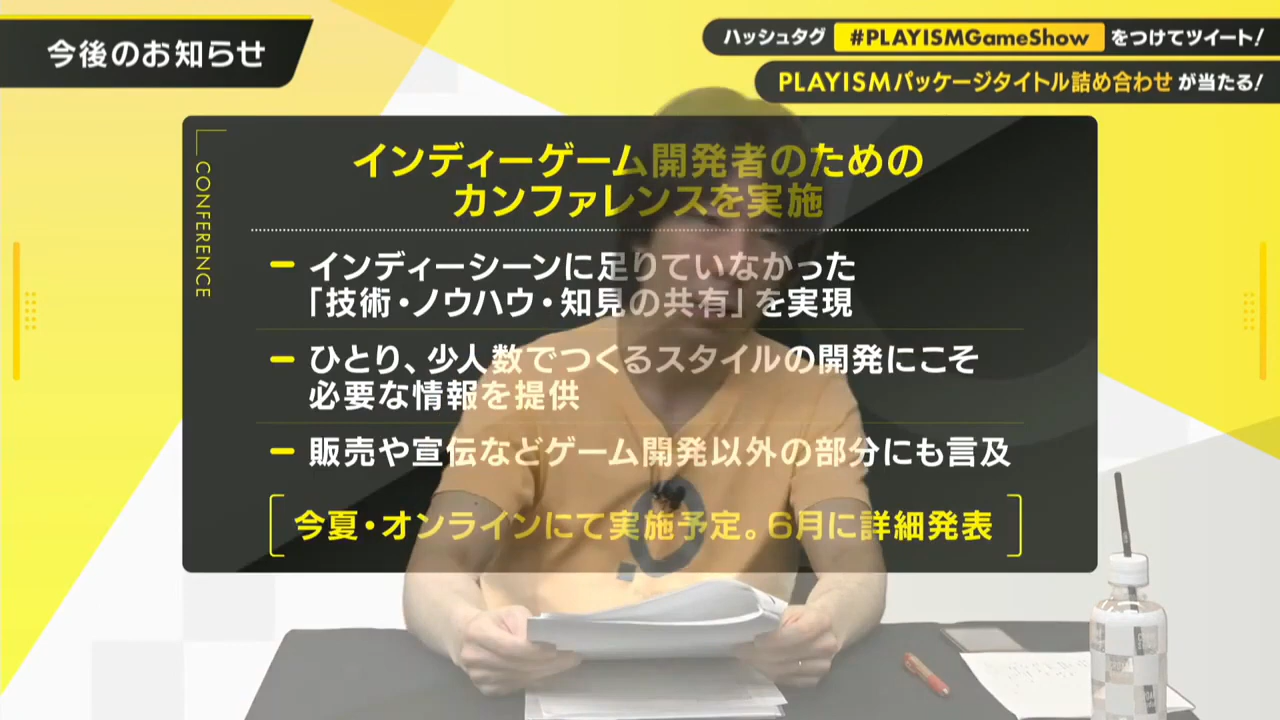 今後のお知らせ
ハッシュタグ #PLAYISMGameShow をつけてツイート!
PLAYISMパッケージタイトル詰め合わせ が当たる!
CONFERENCE
インディーゲーム開発者のための
カンファレンスを実施
インディーシーンに足りていなかった
「技術・ノウハウ・知見の共有」を実現
ひとり、少人数でつくるスタイルの開発にこそ
必要な情報を提供
販売や宣伝などゲーム開発以外の部分にも言及
今夏・オンラインにて実施予定。6月に詳細発表